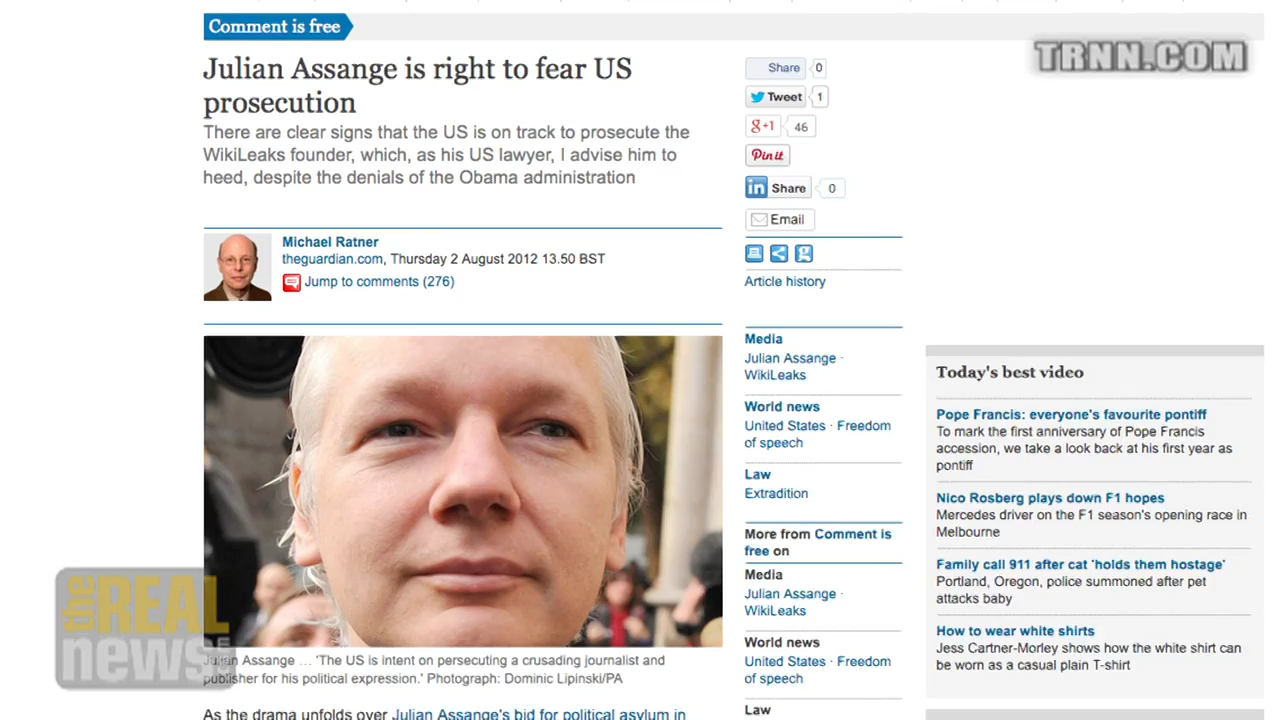 Comment is free
TRNN.COM
Julian Assange is right to fear US
prosecution
There are clear signs that the US is on track to prosecute the
WikiLeaks founder, which, as his US lawyer, I advise him to
heed, despite the denials of the Obama administration
Michael Ratner
theguardian.com, Thursday 2 August 2012 13.50 BST
Jump to comments (276)
Julian Assange … 'The US is intent on persecuting a crusading journalist and
publisher for his political expression.' Photograph: Dominic Lipinski/PA
As the drama unfolds over Julian Assange's bid for political asylum in
the REAL
news
Share 0
Tweet 1
g+1 46
Pin it
in Share 0
Email
Article history
Media
Julian Assange ·
WikiLeaks
World news
United States · Freedom
of speech
Law
Extradition
More from Comment is
free on
Media
Julian Assange ·
WikiLeaks
World news
United States · Freedom
of speech
Law
Today's best video
Pope Francis: everyone's favourite pontiff
To mark the first anniversary of Pope Francis
accession, we take a look back at his first year as
pontiff
Nico Rosberg plays down F1 hopes
Mercedes driver on the F1 season's opening race in
Melbourne
Family call 911 after cat 'holds them hostage'
Portland, Oregon, police summoned after pet
attacks baby
How to wear white shirts
Jess Cartner-Morley shows how the white shirt can
be worn as a casual plain T-shirt